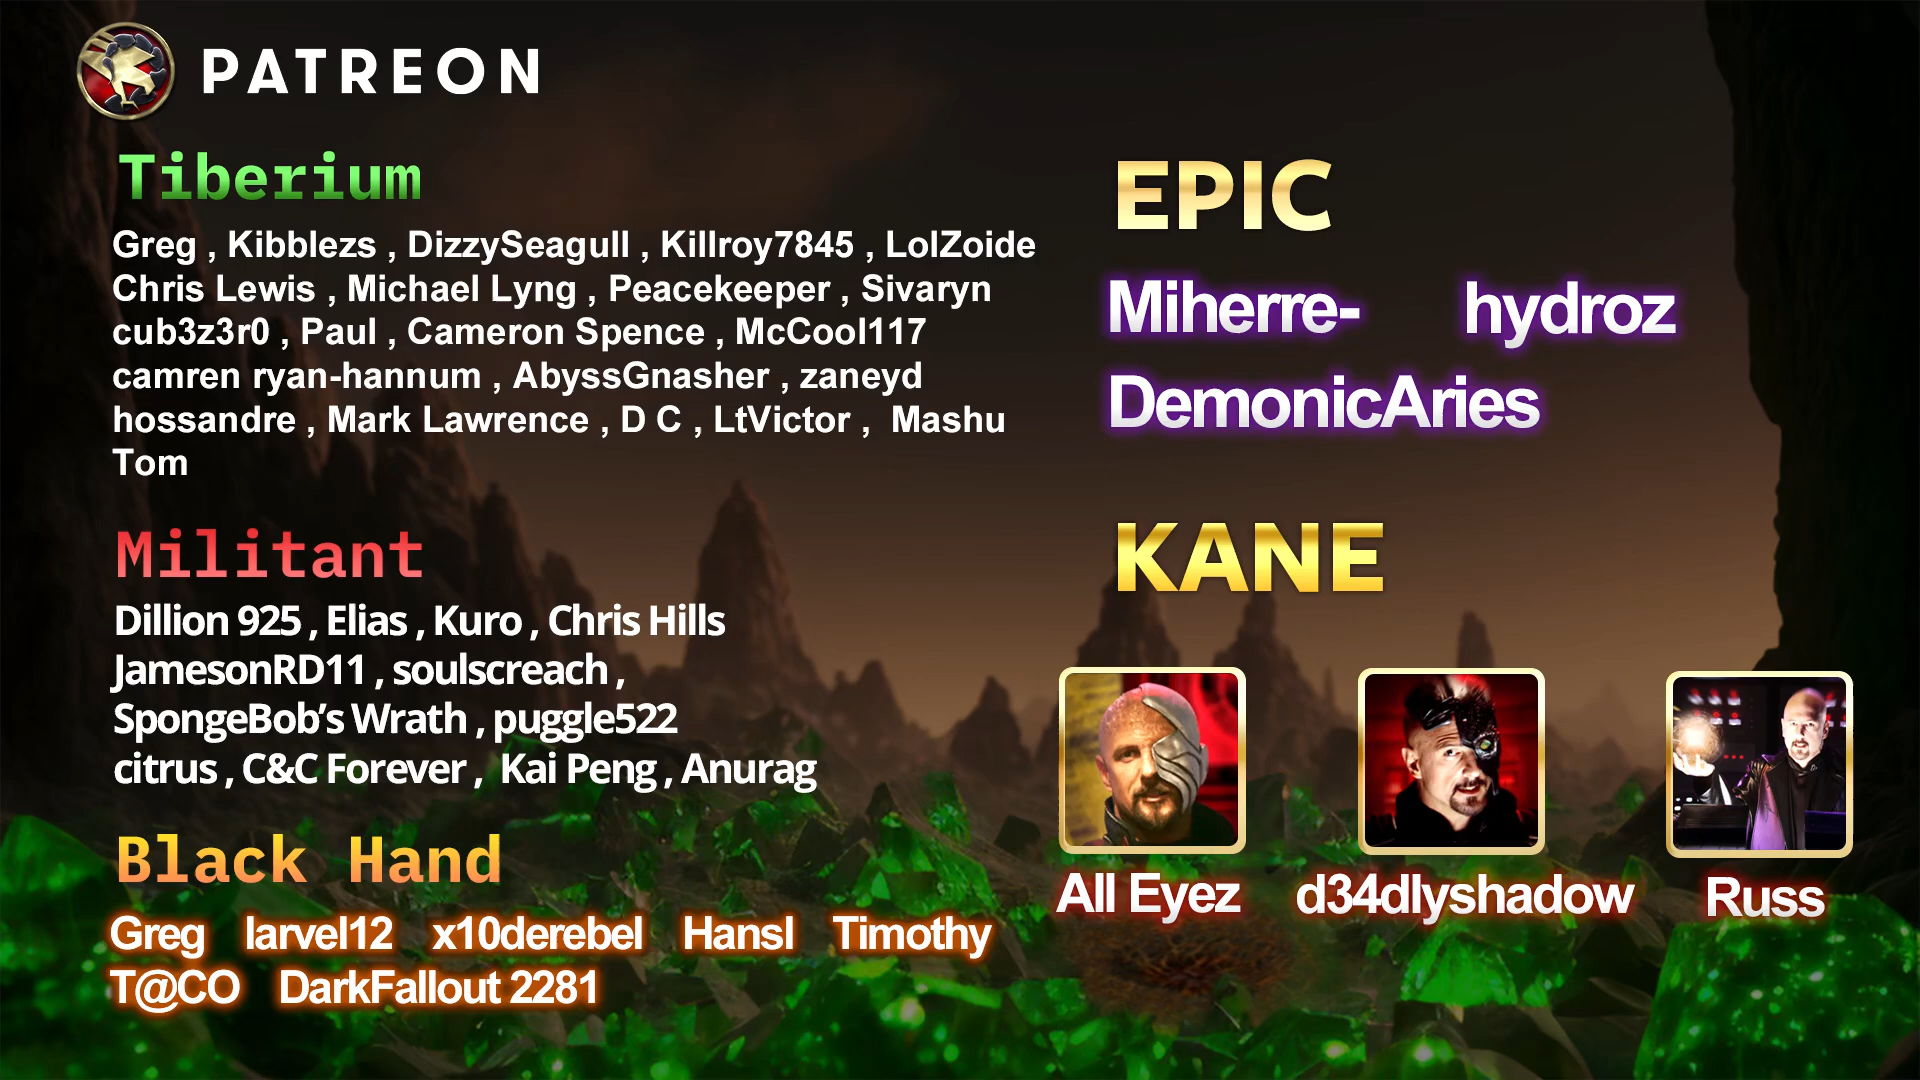 PATREON
Tiberium
Greg , Kibblezs , DizzySeagull , Killroy7845 , LolZoide
Chris Lewis , Michael Lyng , Peacekeeper , Sivaryn
cub3z3r0 , Paul , Cameron Spence , McCool117
camren ryan-hannum , AbyssGnasher , zaneyd
hossandre , Mark Lawrence , D C , LtVictor , Mashu
Tom
Militant
Dillion 925 , Elias , Kuro , Chris Hills
JamesonRD11 , soulscreach ,
SpongeBob’s Wrath , puggle522
citrus , C&C Forever , Kai Peng , Anurag
Black Hand
Greg larvel12 x10derebel Hansl Timothy
T@CO DarkFallout 2281
EPIC
Miherre- hydroz
DemonicAries
KANE
All Eyez d34dlyshadow Russ